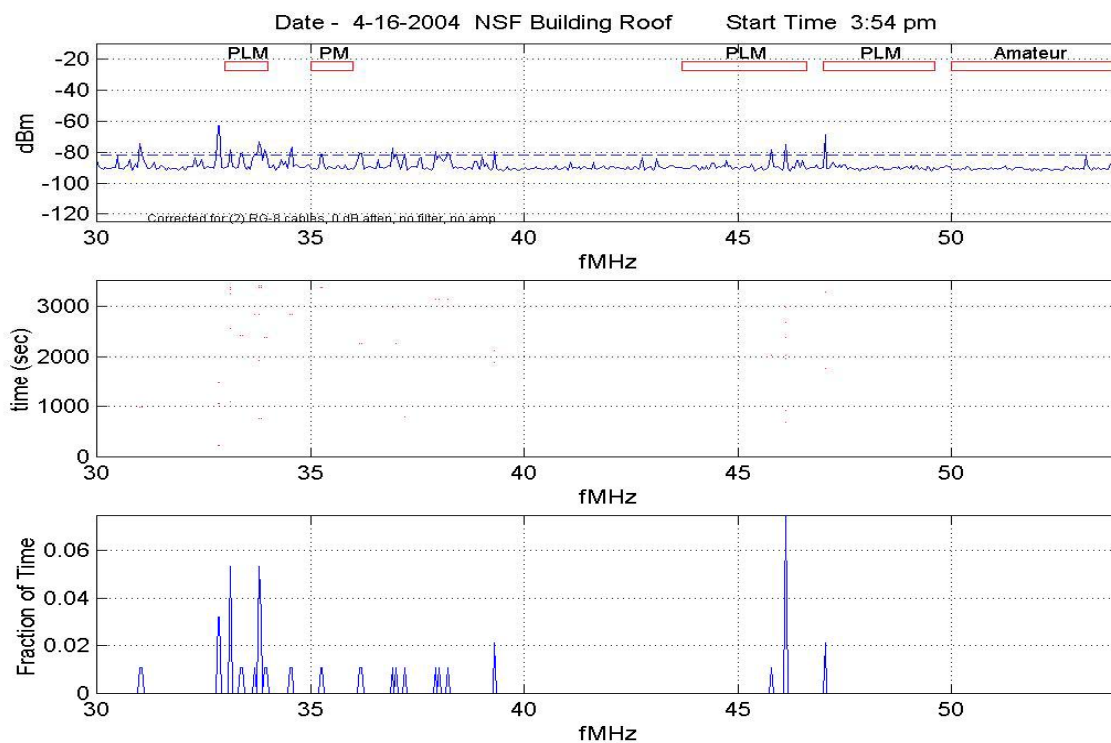 Date - 4-16-2004 NSF Building Roof Start Time 3:54 pm
PLM PM PLM PLM Amateur
-20
-40
-60
-80
-100
-120
dBm
Corrected for (2) RG-8 cables, 0 dB atten, no filter, no amp
30 35 40 45 50
fMHz
3000
2000
1000
0
time (sec)
30 35 40 45 50
fMHz
0.06
0.04
0.02
0
Fraction of Time
30 35 40 45 50
fMHz